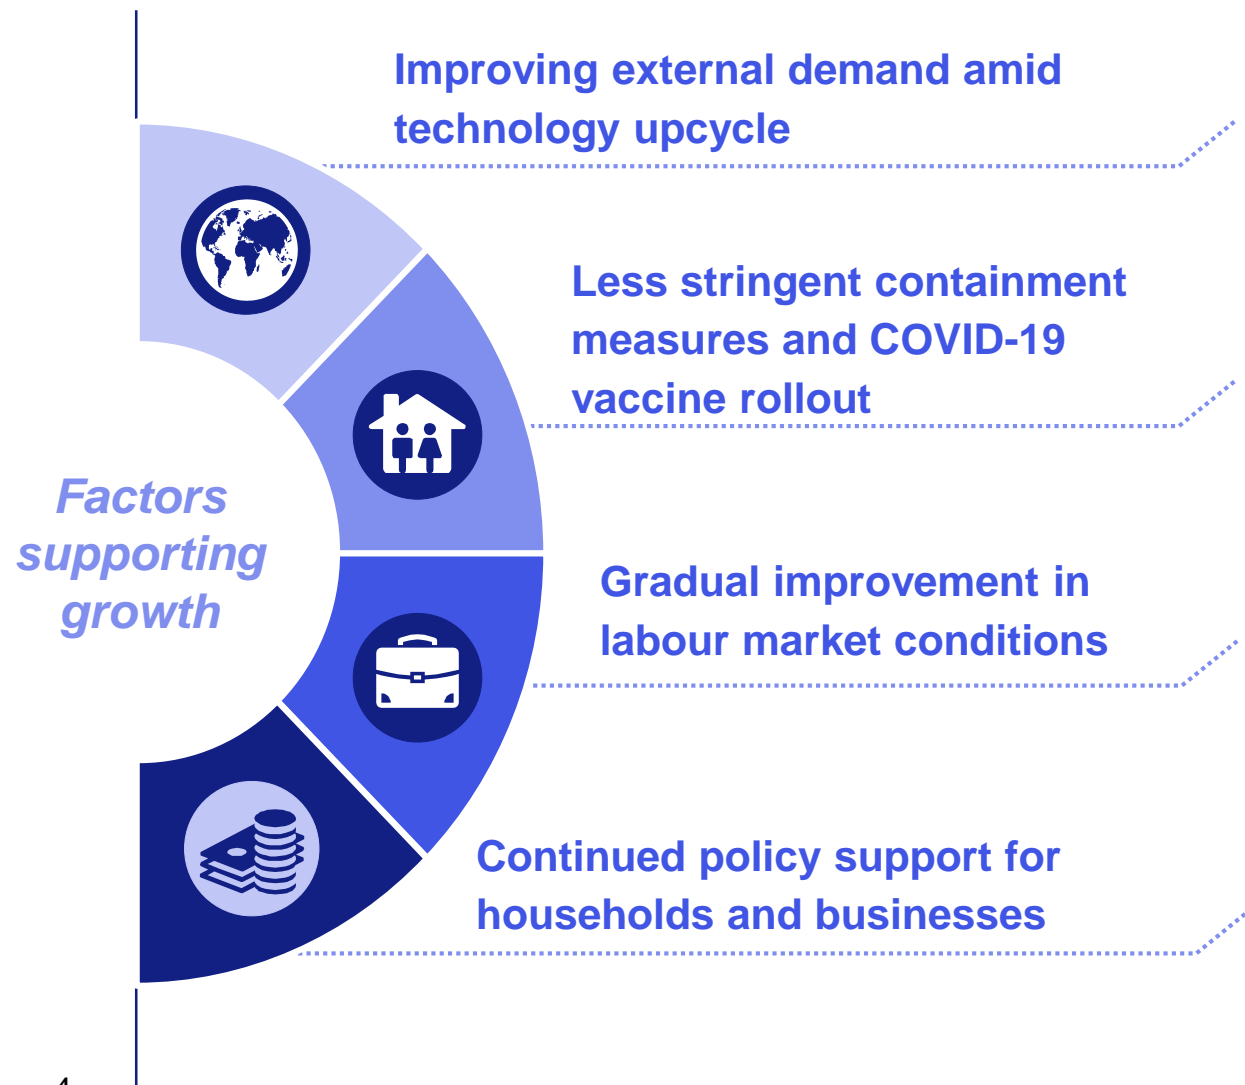 Improving external demand amid
technology upcycle
Less stringent containment
measures and COVID-19
vaccine rollout
Factors
supporting
growth
Gradual improvement in
labour market conditions
Continued policy support for
households and businesses
4